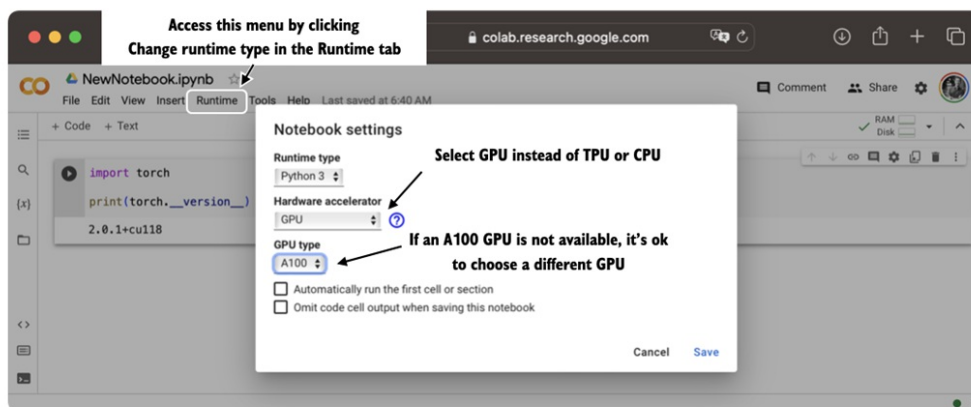 Access this menu by clicking
Change runtime type in the Runtime tab
colab.research.google.com
NewNotebook.ipynb
File Edit View Insert Runtime Tools Help Last saved at 6:40 AM
Comment Share
+ Code + Text
RAM
Disk
import torch
print(torch.__version__)
2.0.1+cu118
{x}
Notebook settings
Runtime type
Python 3
Select GPU instead of TPU or CPU
Hardware accelerator
GPU ?
GPU type
A100
If an A100 GPU is not available, it's ok
to choose a different GPU
Automatically run the first cell or section
Omit code cell output when saving this notebook
Cancel Save